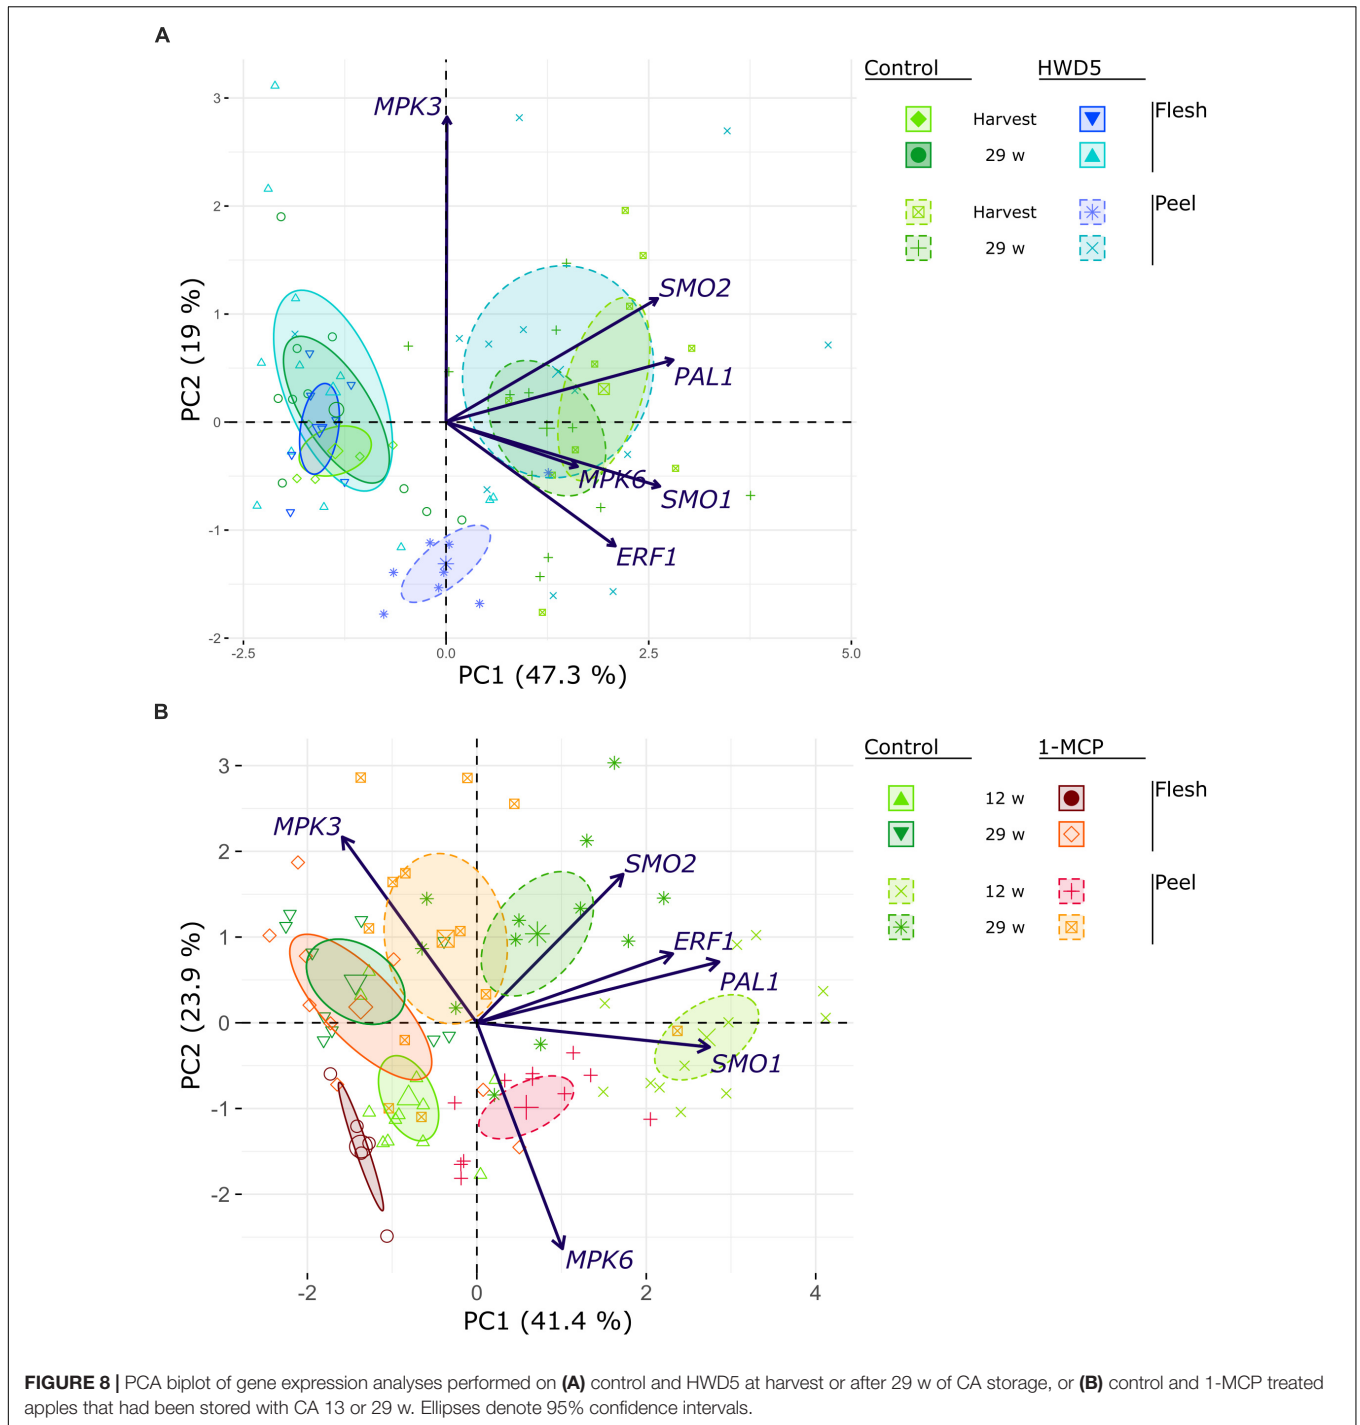 A
Control HWD5
Harvest Flesh
29 w
Harvest Peel
29 w
MPK3
SMO2
PAL1
MPK6
SMO1
ERF1
3
2
1
0
-1
-2
PC2 (19 %)
-2.5 0.0 2.5 5.0
PC1 (47.3 %)
B
Control 1-MCP
12 w Flesh
29 w
12 w Peel
29 w
MPK3
SMO2
ERF1
PAL1
SMO1
MPK6
3
2
1
0
-1
-2
PC2 (23.9 %)
-2 0 2 4
PC1 (41.4 %)
FIGURE 8 | PCA biplot of gene expression analyses performed on (A) control and HWD5 at harvest or after 29 w of CA storage, or (B) control and 1-MCP treated
apples that had been stored with CA 13 or 29 w. Ellipses denote 95% confidence intervals.